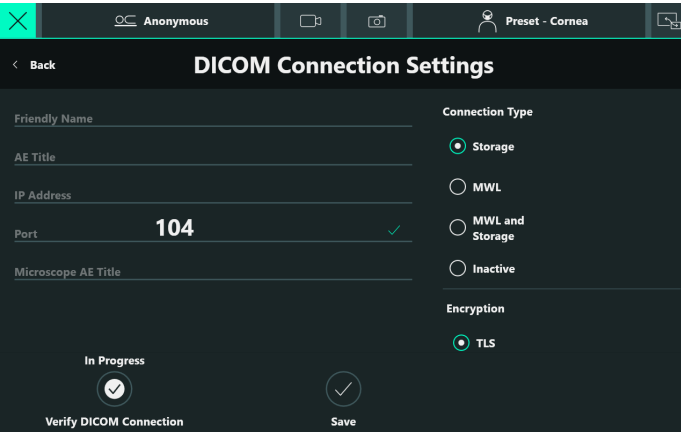 Anonymous
Preset - Cornea
Back
DICOM Connection Settings
Friendly Name
AE Title
IP Address
Port 104
Microscope AE Title
Connection Type
Storage
MWL
MWL and
Storage
Inactive
Encryption
TLS
In Progress
Verify DICOM Connection
Save